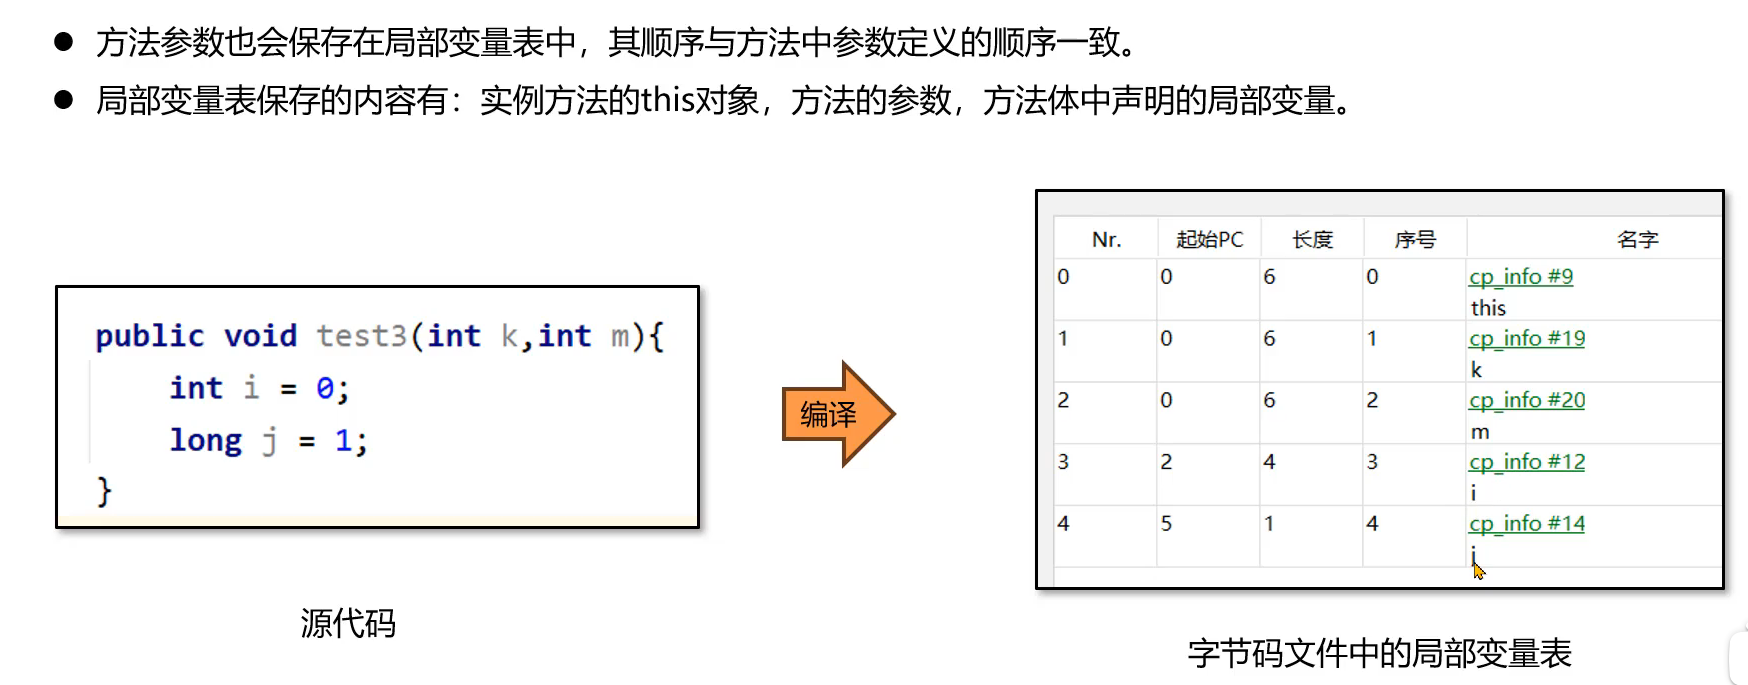 ● 方法参数也会保存在局部变量表中，其顺序与方法中参数定义的顺序一致。
● 局部变量表保存的内容有：实例方法的this对象，方法的参数，方法体中声明的局部变量。
public void test3(int k,int m){
int i = 0;
long j = 1;
}
源代码
编译
Nr. 起始PC 长度 序号 名字
0 0 6 0 cp_info #9
this
1 0 6 1 cp_info #19
k
2 0 6 2 cp_info #20
m
3 2 4 3 cp_info #12
i
4 5 1 4 cp_info #14
j
字节码文件中的局部变量表